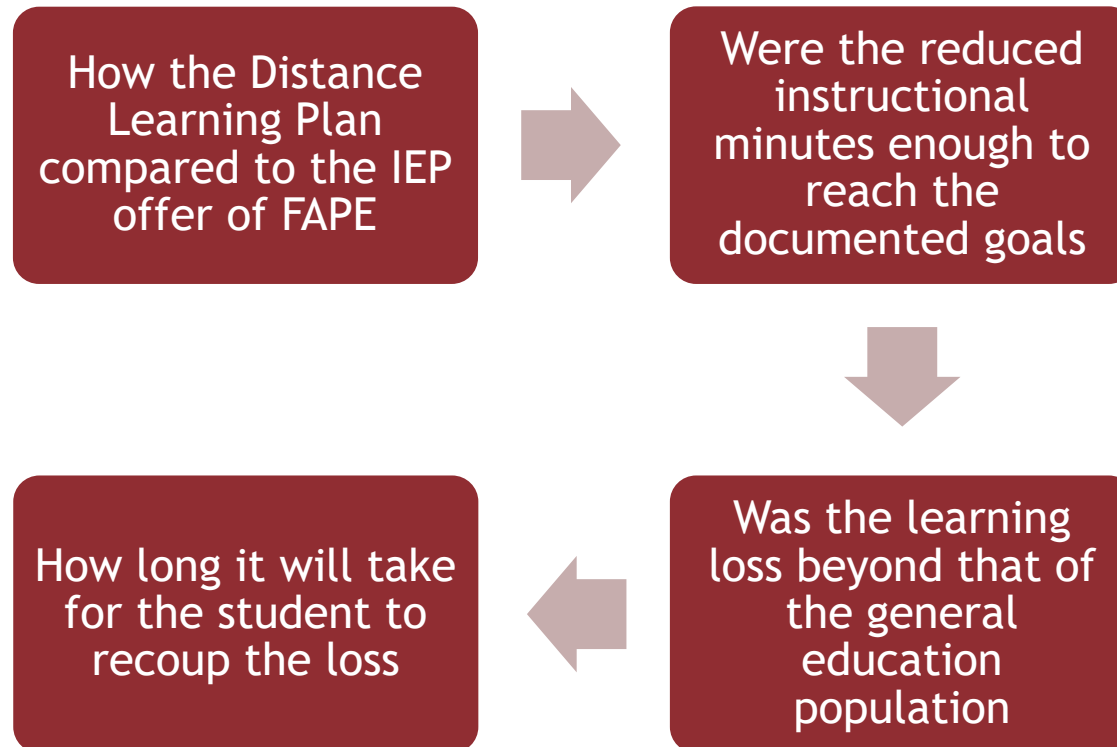 How the Distance
Learning Plan
compared to the IEP
offer of FAPE
Were the reduced
instructional
minutes enough to
reach the
documented goals
Was the learning
loss beyond that of
the general
education
population
How long it will take
for the student to
recoup the loss